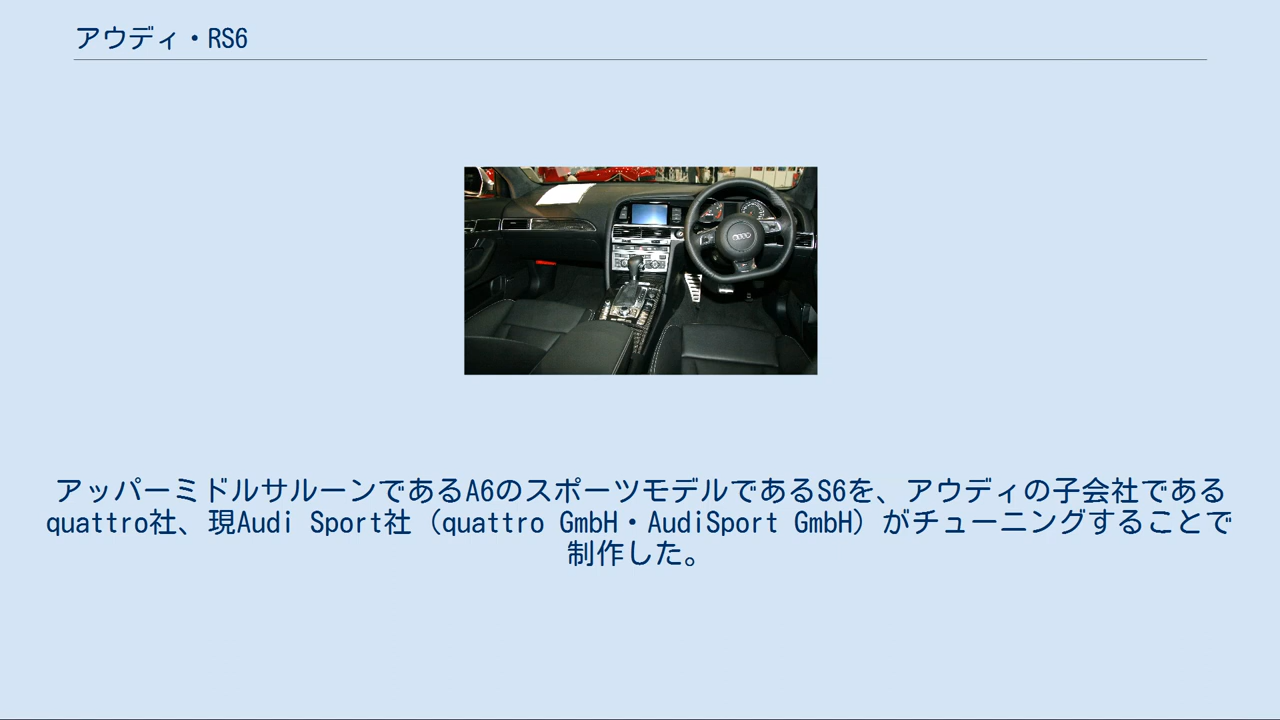 アウディ・RS6
アッパーミドルサルーンであるA6のスポーツモデルであるS6を、アウディの子会社である
quattro社、現Audi Sport社（quattro GmbH・AudiSport GmbH）がチューニングすることで
制作した。